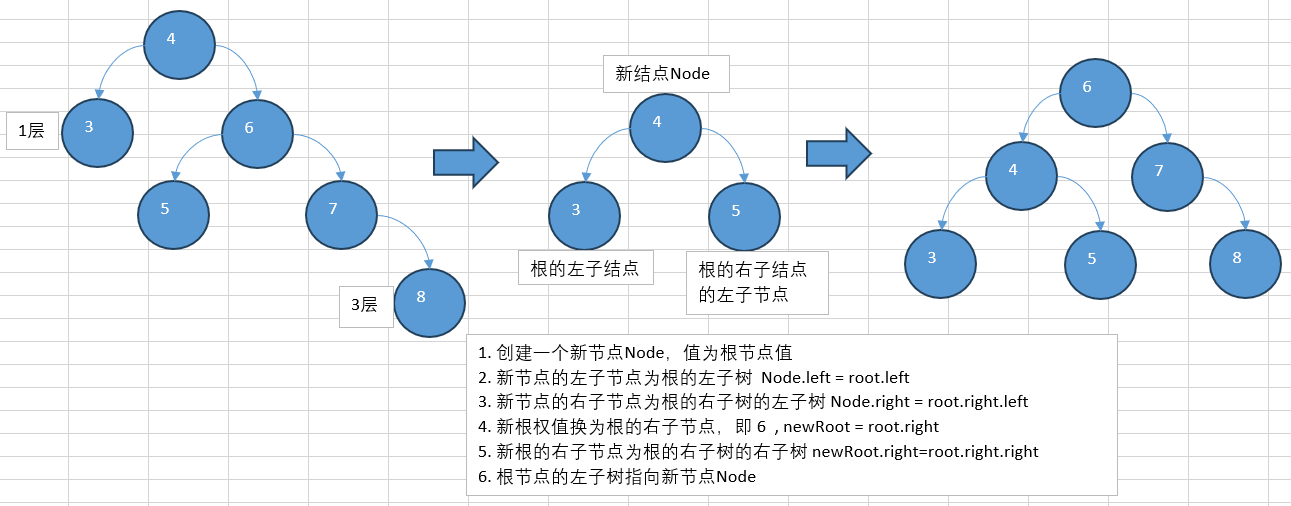 4
1层
3
6
5
7
3层
8
新结点Node
4
3
5
根的左子结点
根的右子结点
的左子节点
6
4
7
3
5
8
1. 创建一个新节点Node，值为根节点值
2. 新节点的左子节点为根的左子树 Node.left = root.left
3. 新节点的右子节点为根的右子树的左子树 Node.right = root.right.left
4. 新根权值换为根的右子节点，即 6 , newRoot = root.right
5. 新根的右子节点为根的右子树的右子树 newRoot.right=root.right.right
6. 根节点的左子树指向新节点Node